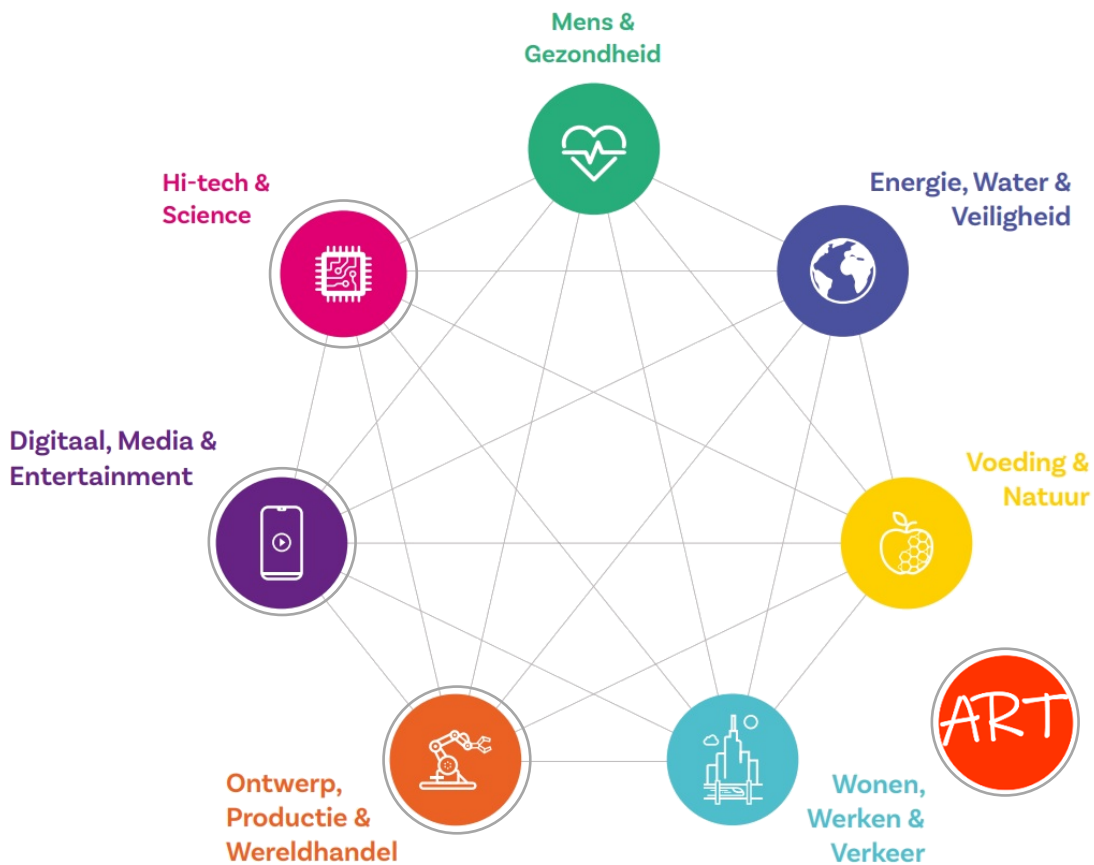 Mens &
Gezondheid
Hi-tech &
Science
Energie, Water &
Veiligheid
Digitaal, Media &
Entertainment
Voeding &
Natuur
ART
Ontwerp,
Productie &
Wereldhandel
Wonen,
Werken &
Verkeer